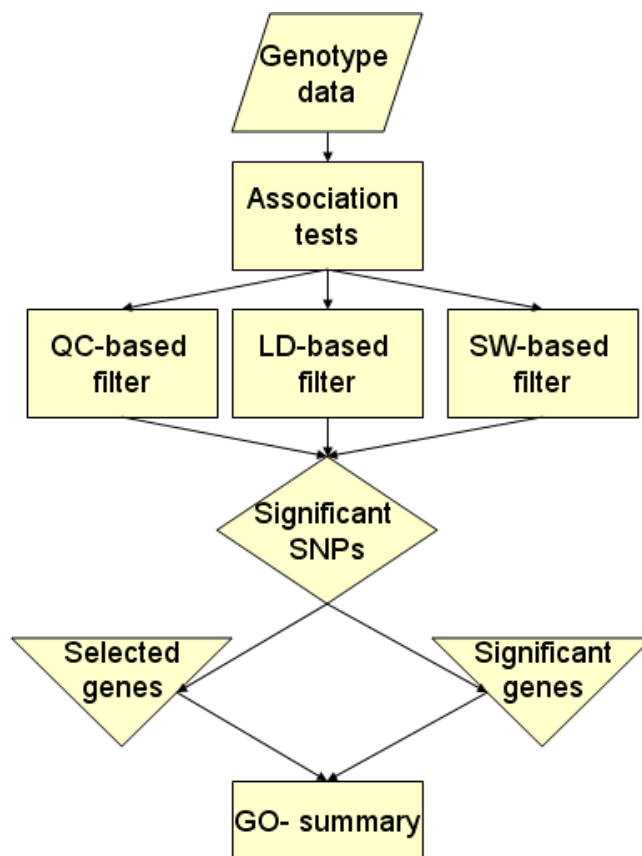 Genotype
data
Association
tests
QC-based
filter
LD-based
filter
SW-based
filter
Significant
SNPs
Selected
genes
Significant
genes
GO- summary